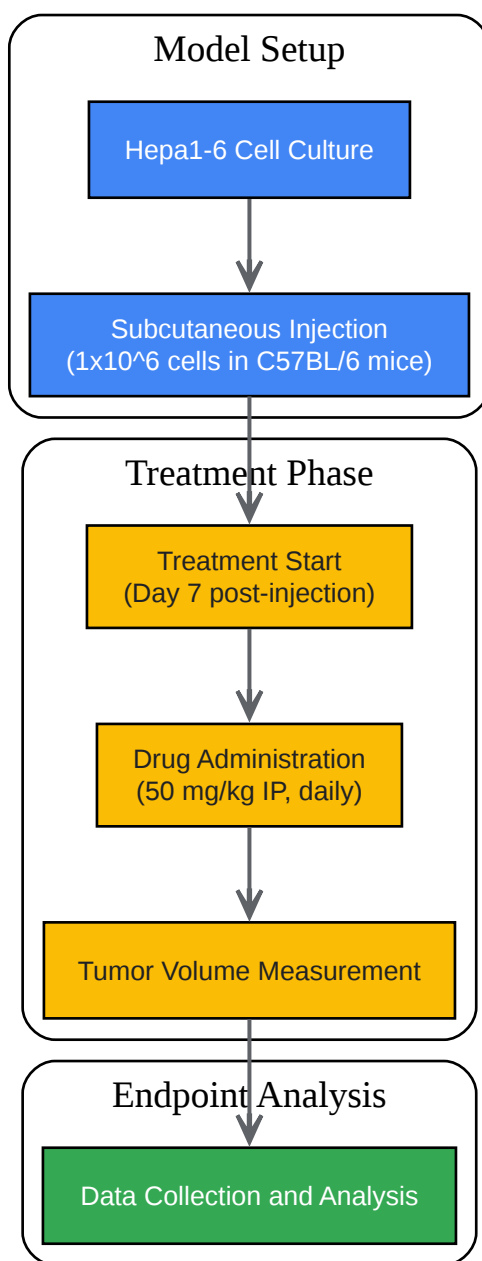 Model Setup
Hepa1-6 Cell Culture
Subcutaneous Injection
(1x10^6 cells in C57BL/6 mice)
Treatment Phase
Treatment Start
(Day 7 post-injection)
Drug Administration
(50 mg/kg IP, daily)
Tumor Volume Measurement
Endpoint Analysis
Data Collection and Analysis